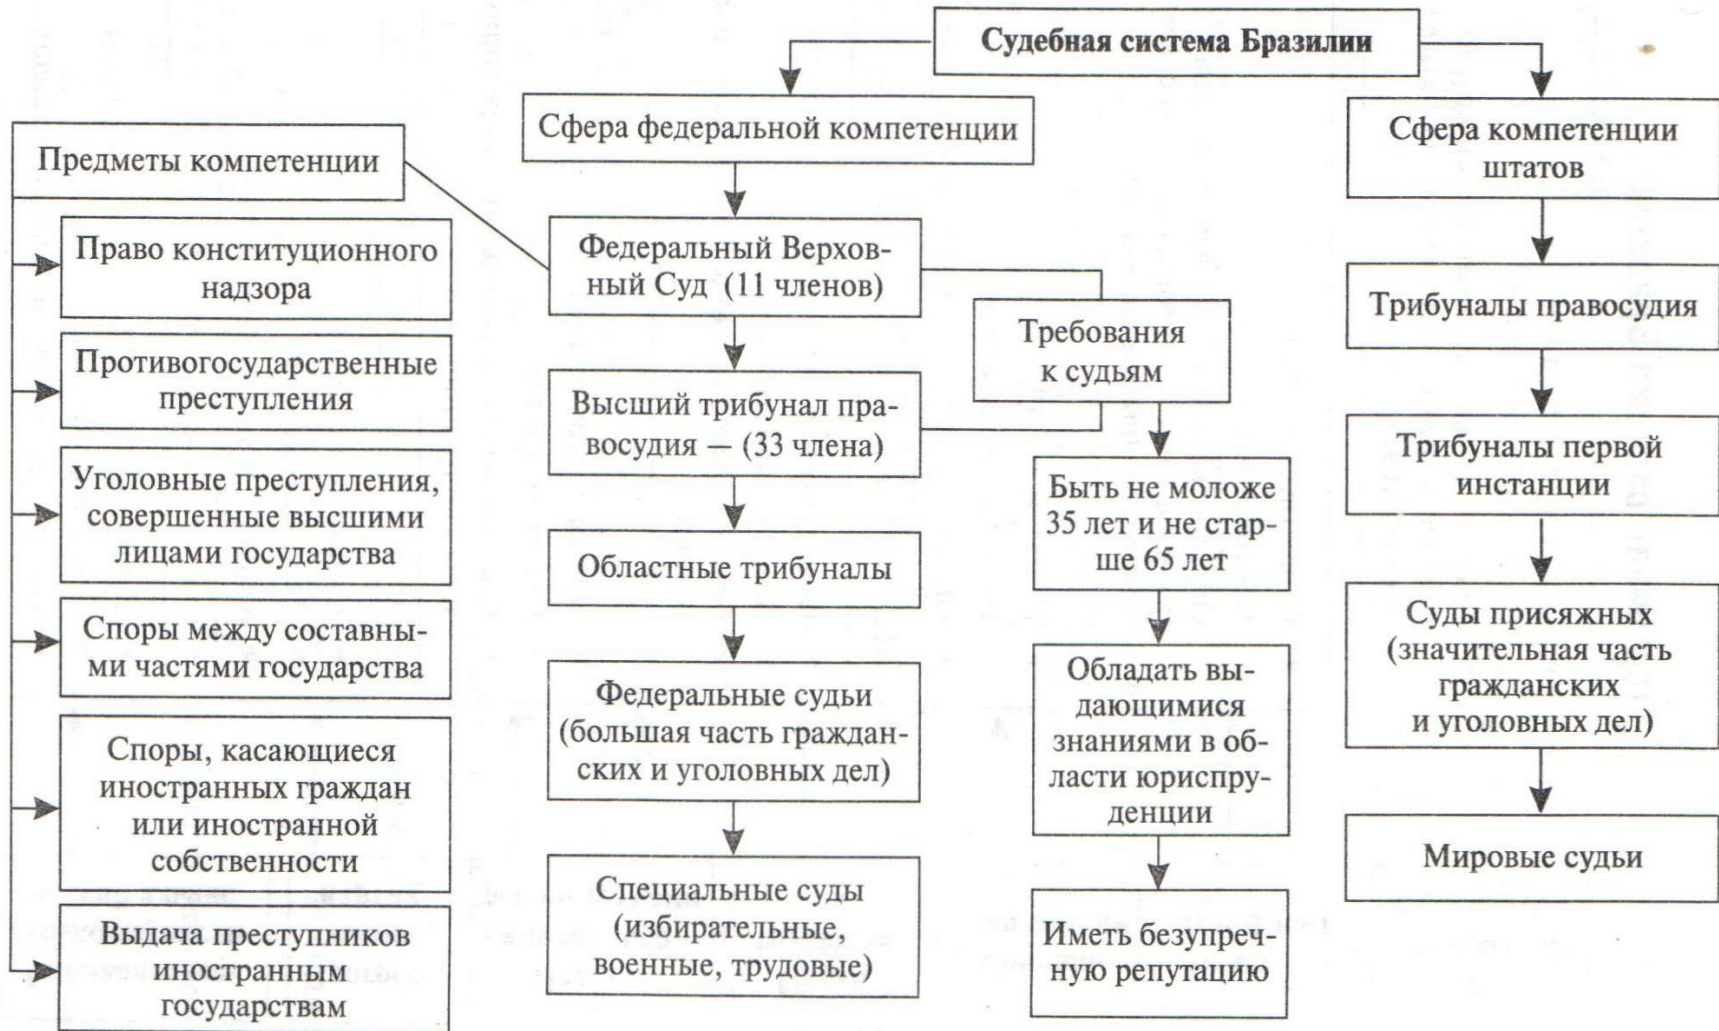 Судебная система Бразилии
Сфера федеральной компетенции
Сфера компетенции
штатов
Предметы компетенции
Право конституционного
надзора
Противогосударственные
преступления
Уголовные преступления,
совершенные высшими
лицами государства
Споры между составны-
ми частями государства
Споры, касающиеся
иностранных граждан
или иностранной
собственности
Выдача преступников
иностранным
государствам
Федеральный Верхов-
ный Суд (11 членов)
Высший трибунал пра-
восудия — (33 члена)
Областные трибуналы
Федеральные судьи
(большая часть граждан-
ских и уголовных дел)
Специальные суды
(избирательные,
военные, трудовые)
Требования
к судьям
Быть не моложе
35 лет и не стар-
ше 65 лет
Обладать вы-
дающимися
знаниями в об-
ласти юриспру-
денции
Иметь безупреч-
ную репутацию
Трибуналы правосудия
Трибуналы первой
инстанции
Суды присяжных
(значительная часть
гражданских
и уголовных дел)
Мировые судьи